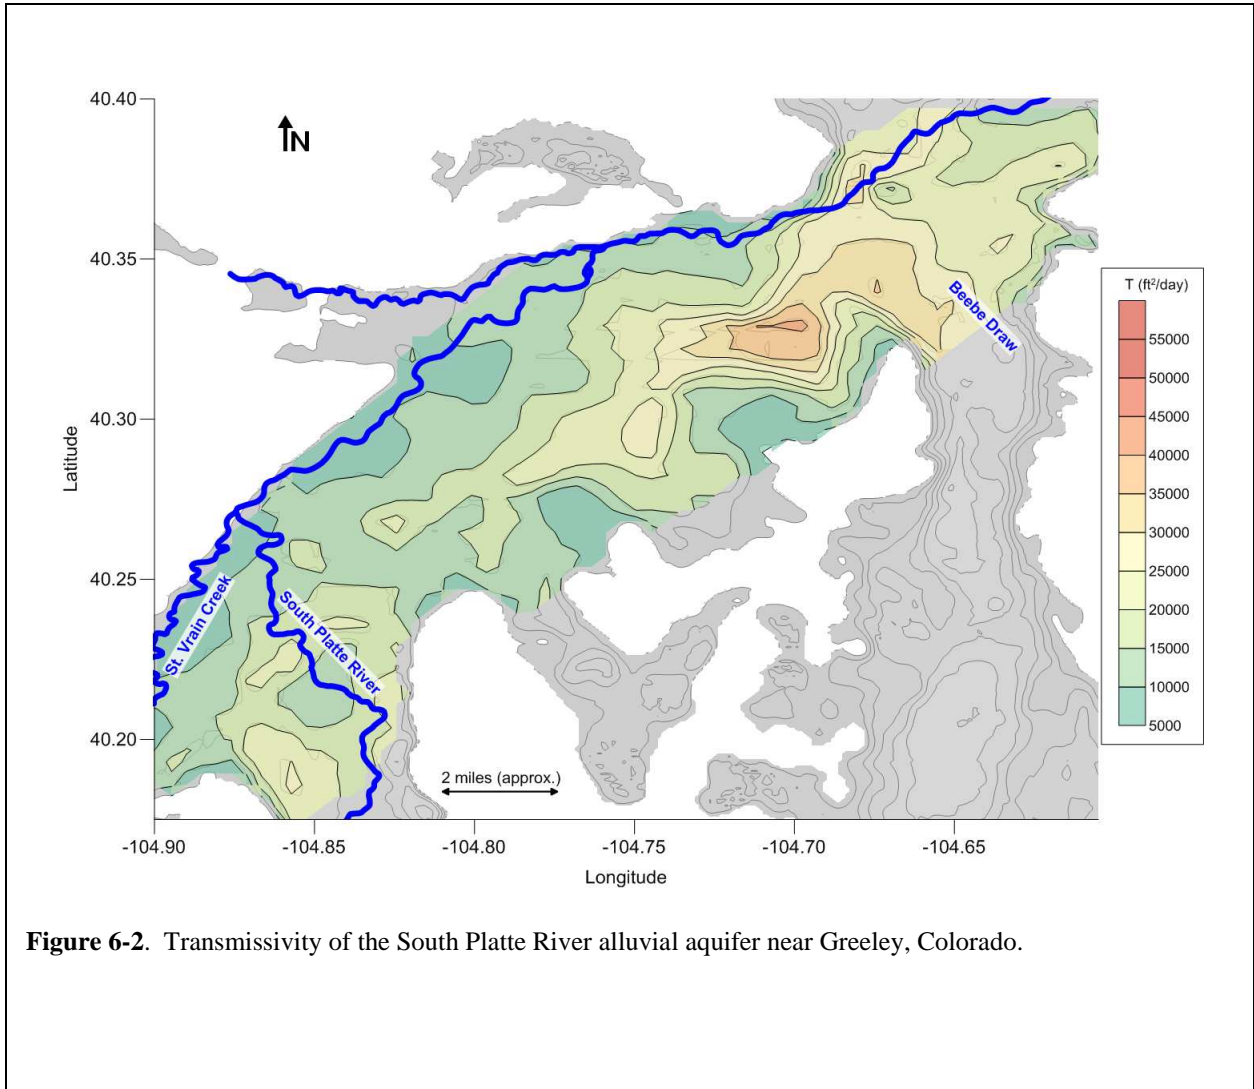 40.40
N
40.35
40.30
40.25
40.20
Latitude
-104.90
-104.85
-104.80
-104.75
-104.70
-104.65
Longitude
St. Vrain Creek
South Platte River
Beebe Draw
2 miles (approx.)
T (ft²/day)
55000
50000
45000
40000
35000
30000
25000
20000
15000
10000
5000
Figure 6-2. Transmissivity of the South Platte River alluvial aquifer near Greeley, Colorado.